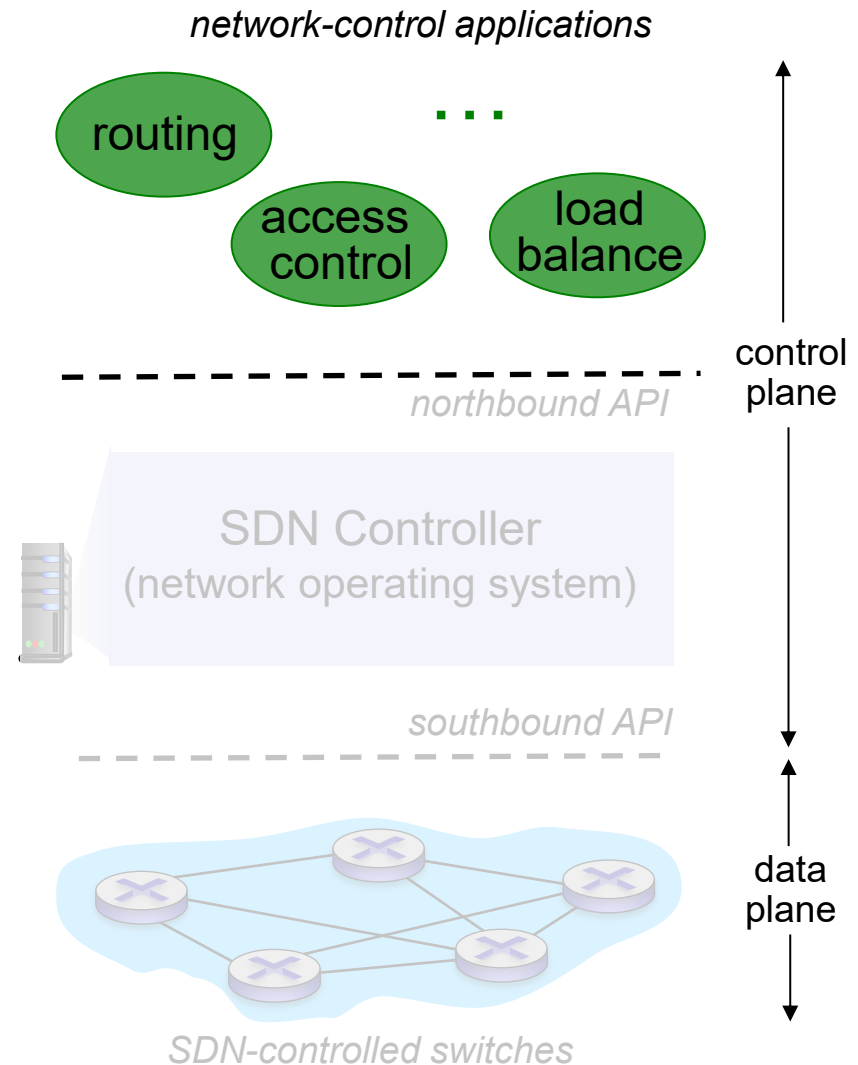 network-control applications
routing
...
access
control
load
balance
control
plane
northbound API
SDN Controller
(network operating system)
southbound API
data
plane
SDN-controlled switches